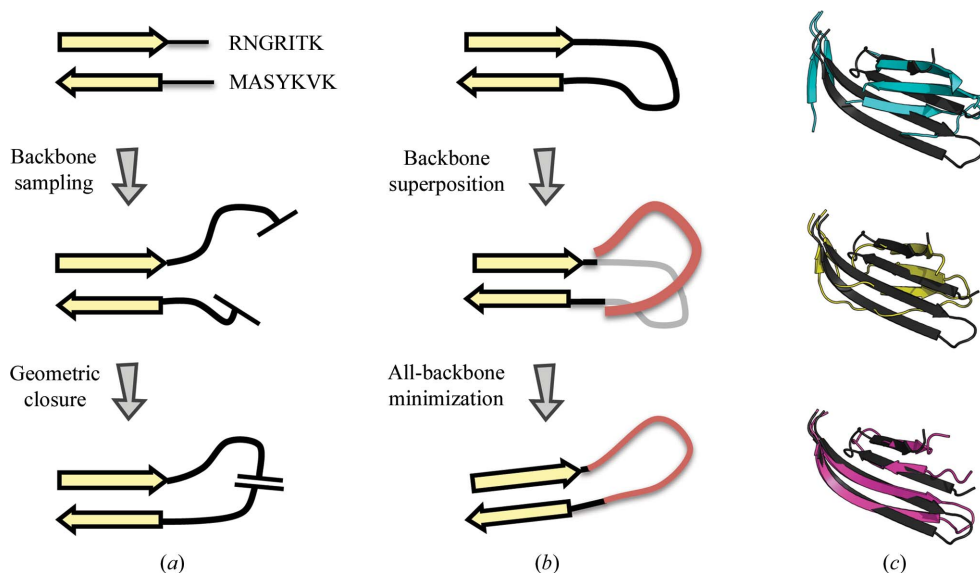 RNGRITK
MASYKVK
Backbone
sampling
Geometric
closure
(a)
Backbone
superposition
All-backbone
minimization
(b)
(c)